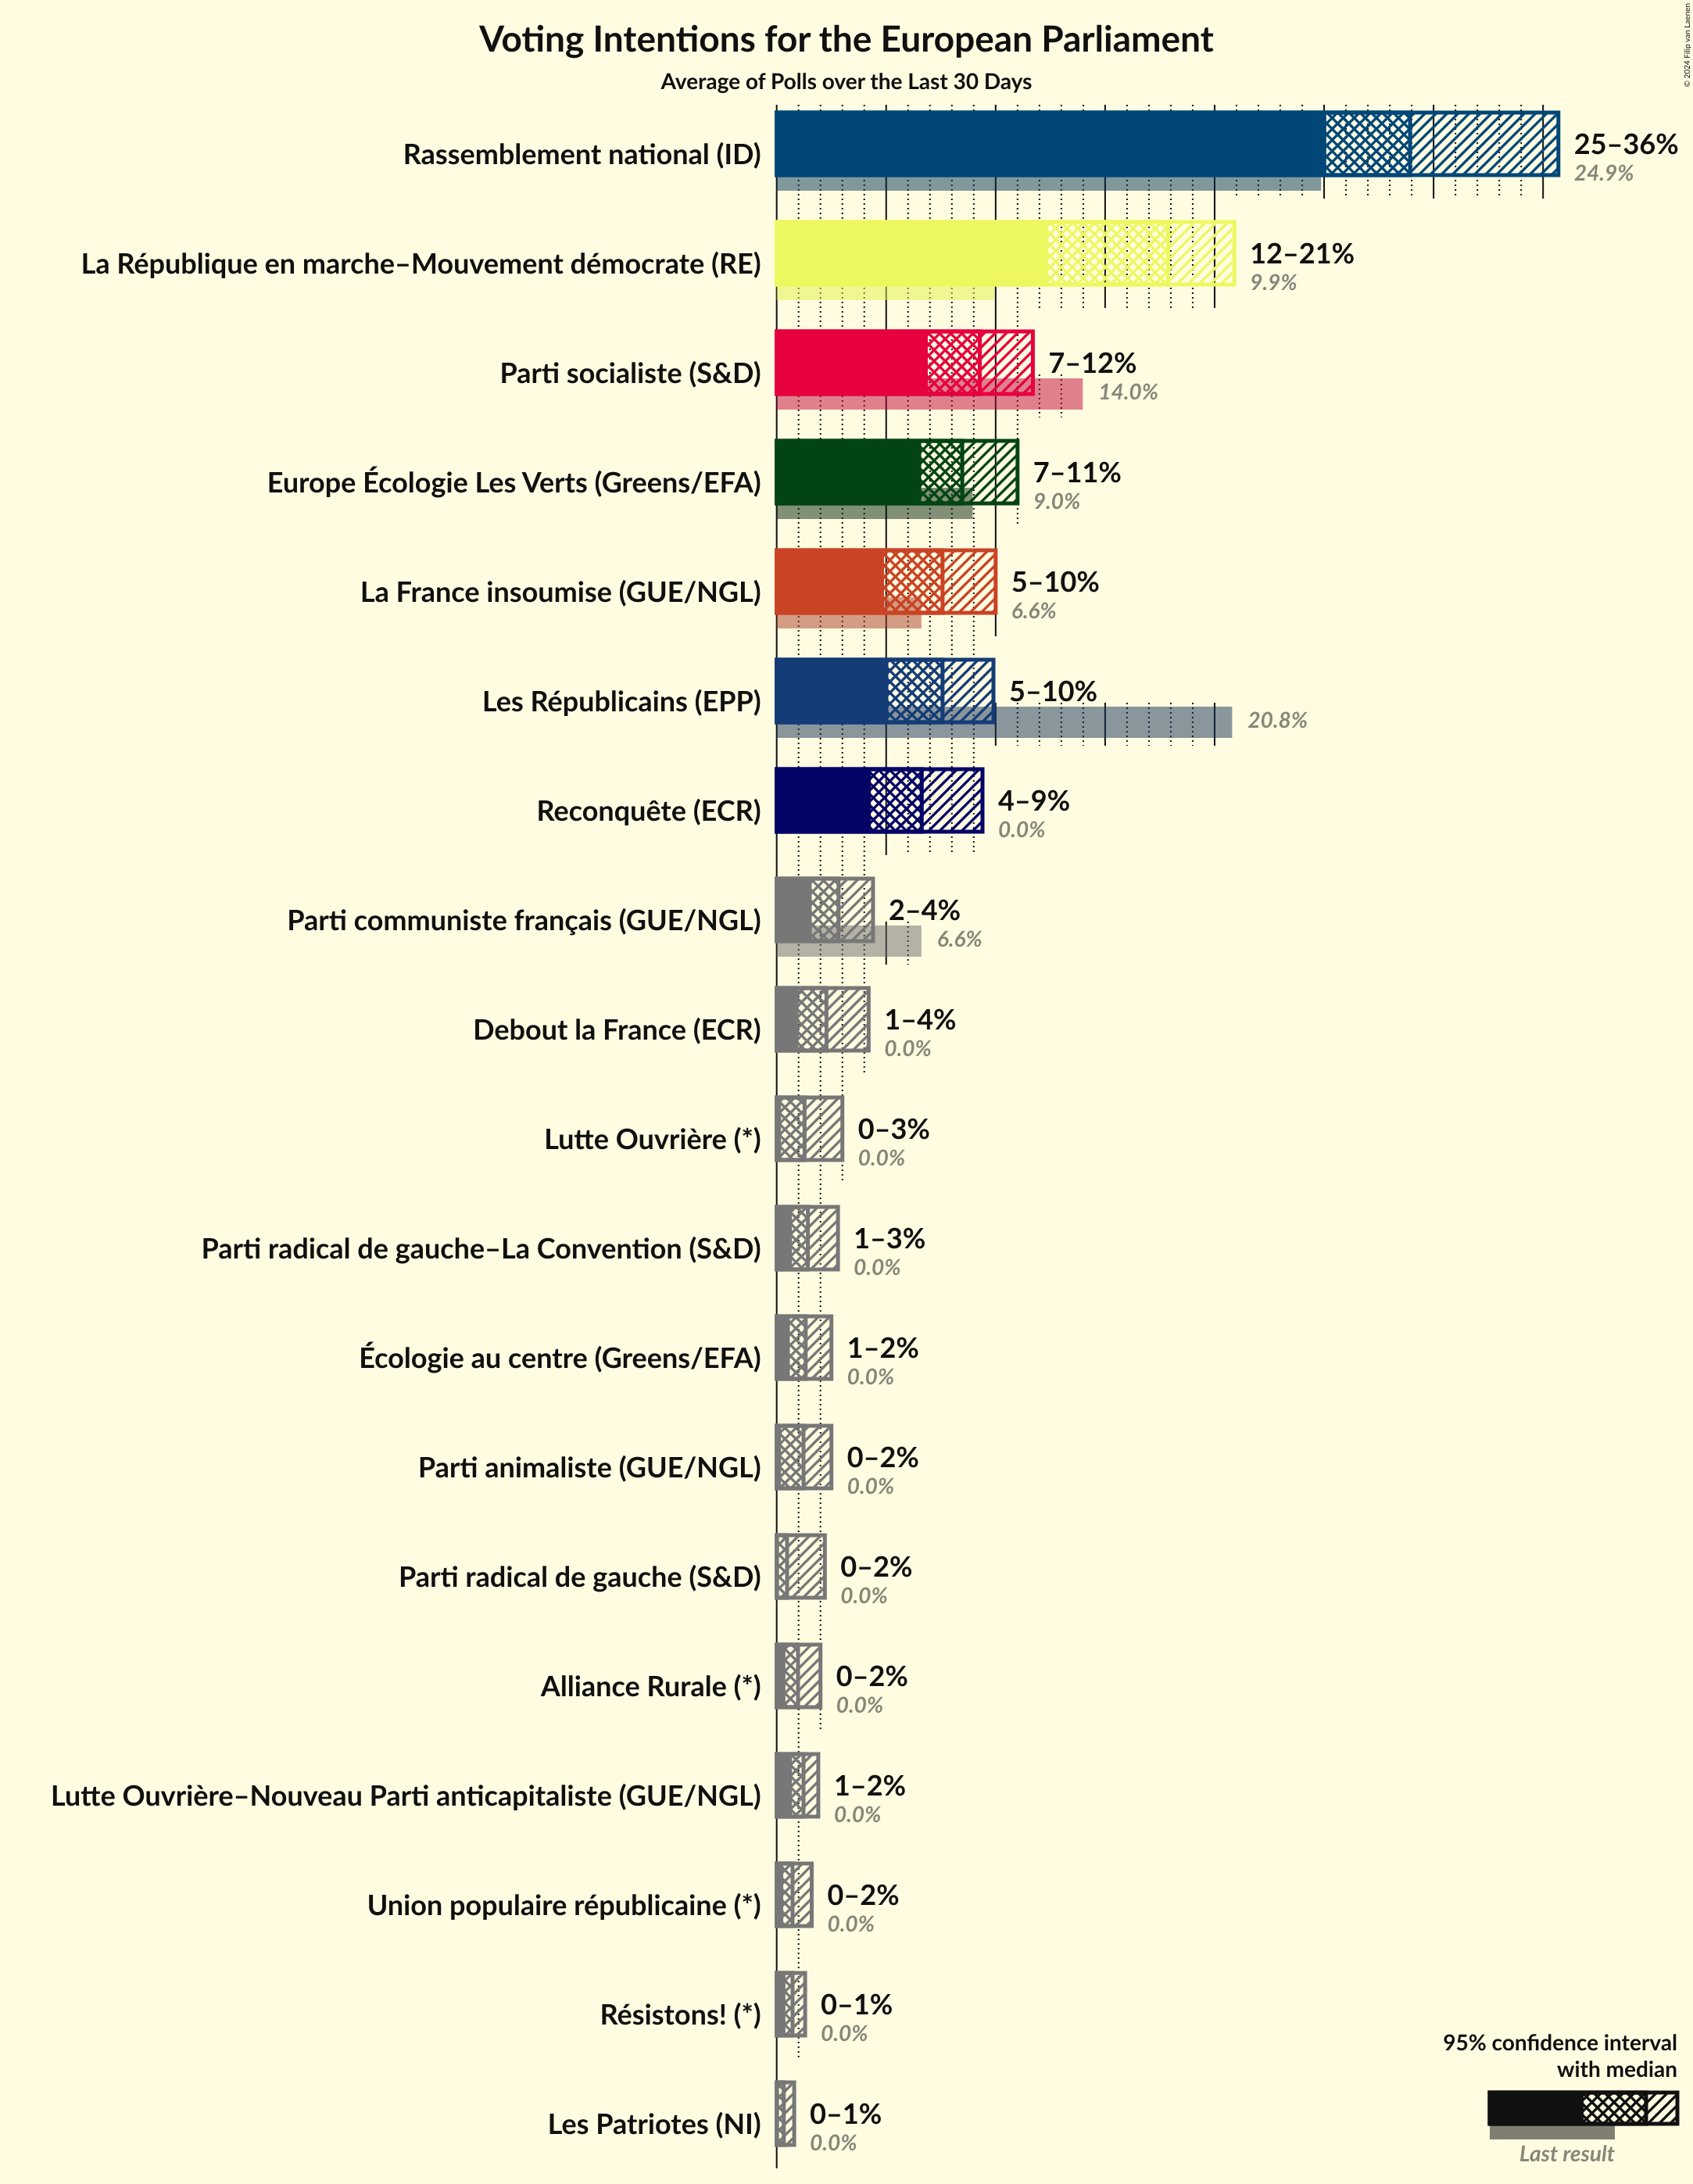 © 2024 Filip van Laenen
Voting Intentions for the European Parliament
Average of Polls over the Last 30 Days
Rassemblement national (ID)
25–36%
24.9%
La République en marche–Mouvement démocrate (RE)
12–21%
9.9%
Parti socialiste (S&D)
7–12%
14.0%
Europe Écologie Les Verts (Greens/EFA)
7–11%
9.0%
La France insoumise (GUE/NGL)
5–10%
6.6%
Les Républicains (EPP)
5–10%
20.8%
Reconquête (ECR)
4–9%
0.0%
Parti communiste français (GUE/NGL)
2–4%
6.6%
Debout la France (ECR)
1–4%
0.0%
Lutte Ouvrière (*)
0–3%
0.0%
Parti radical de gauche–La Convention (S&D)
1–3%
0.0%
Écologie au centre (Greens/EFA)
1–2%
0.0%
Parti animaliste (GUE/NGL)
0–2%
0.0%
Parti radical de gauche (S&D)
0–2%
0.0%
Alliance Rurale (*)
0–2%
0.0%
Lutte Ouvrière–Nouveau Parti anticapitaliste (GUE/NGL)
1–2%
0.0%
Union populaire républicaine (*)
0–2%
0.0%
Résistons! (*)
0–1%
0.0%
Les Patriotes (NI)
0–1%
0.0%
95% confidence interval
with median
Last result